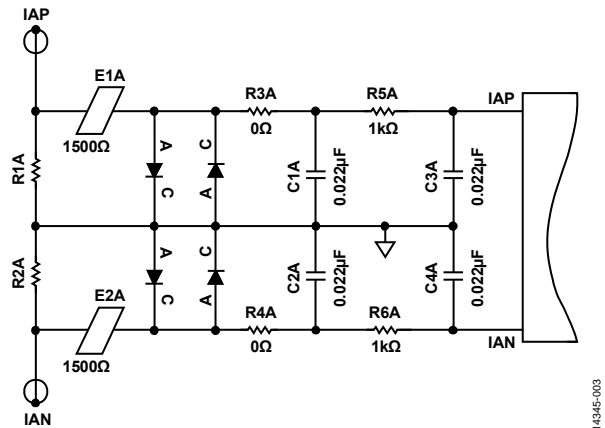 IAP
E1A
1500Ω
R1A
A
C
C
A
R3A
0Ω
C1A
0.022µF
R5A
1kΩ
C3A
0.022µF
IAP
R2A
E2A
1500Ω
A
C
C
A
R4A
0Ω
C2A
0.022µF
R6A
1kΩ
C4A
0.022µF
IAN
IAN
14345-003